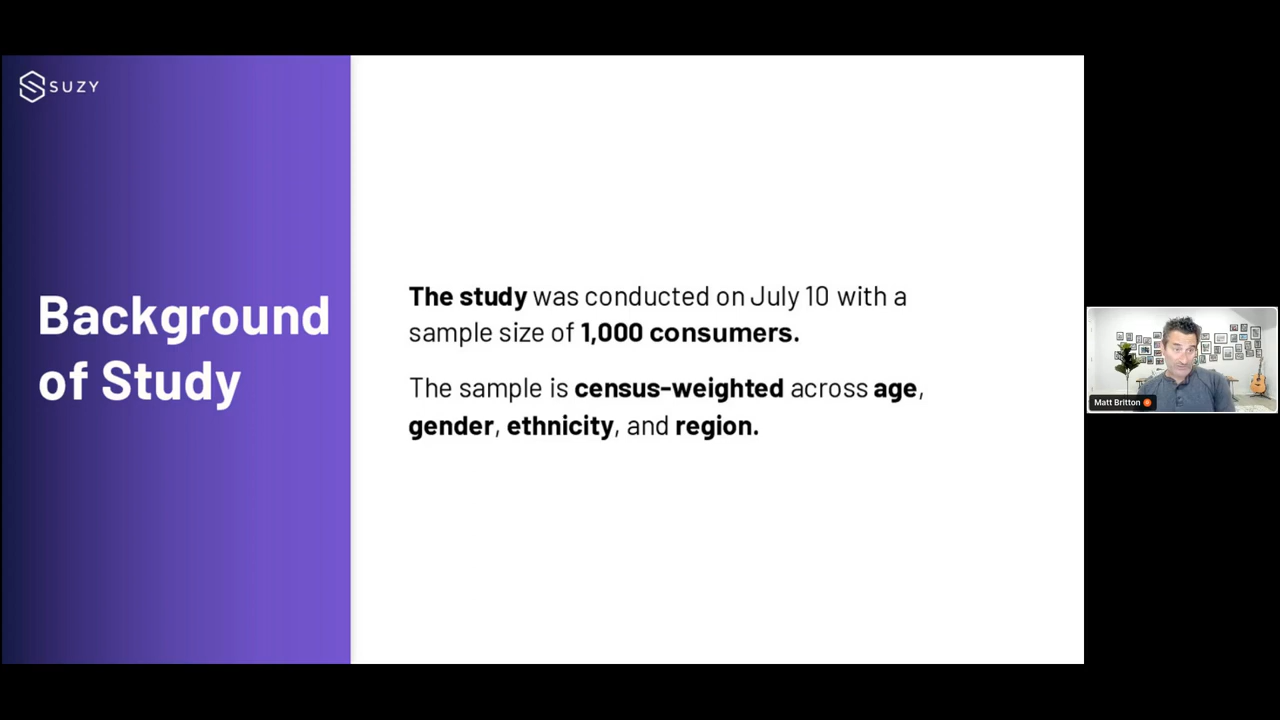 SUZY
Background
of Study
The study was conducted on July 10 with a
sample size of 1,000 consumers.
The sample is census-weighted across age,
gender, ethnicity, and region.
Matt Britton